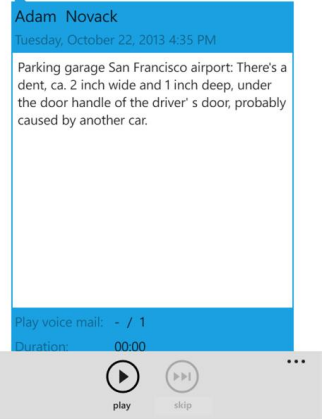 Adam Novack
Tuesday, October 22, 2013 4:35 PM
Parking garage San Francisco airport: There's a
dent, ca. 2 inch wide and 1 inch deep, under
the door handle of the driver' s door, probably
caused by another car.
Play voice mail: - / 1
Duration: 00:00
play
skip